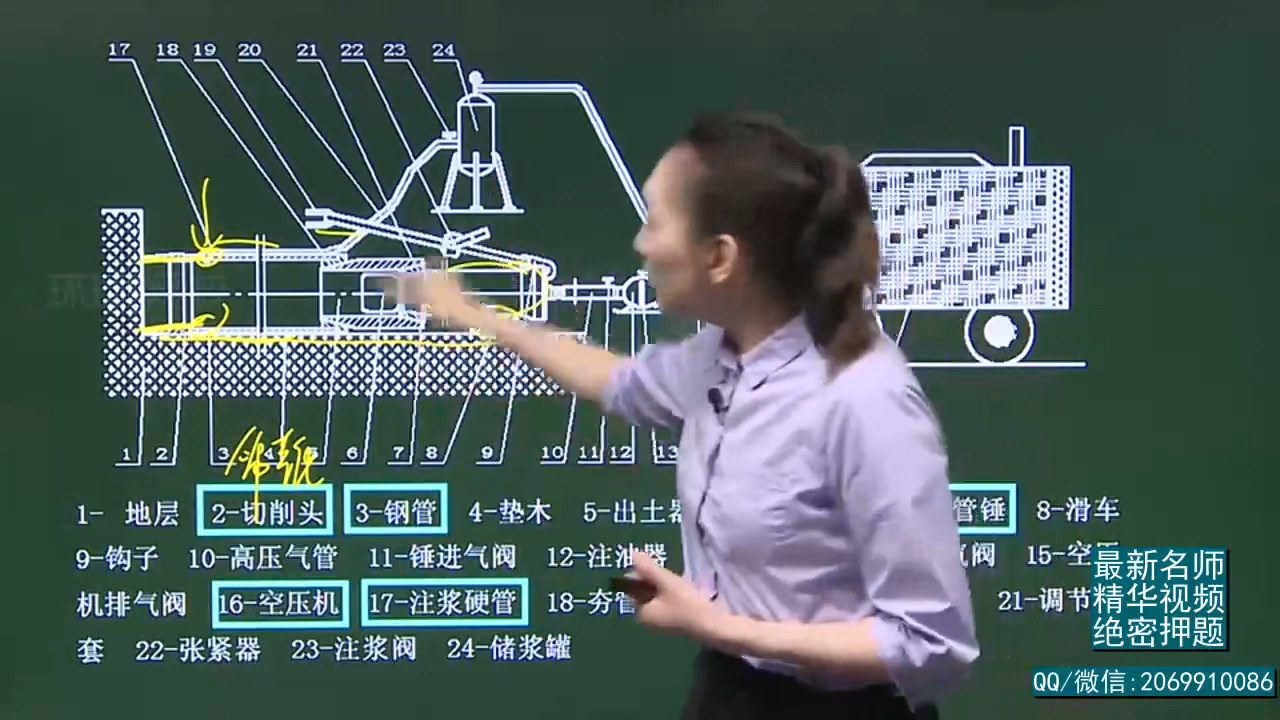 17 18 19 20 21 22 23 24
1 2 3 4 5 6 7 8 9 10 11 12 13
1- 地层 2-切削头 3-钢管 4-垫木 5-出土器 管锤 8-滑车
9-钩子 10-高压气管 11-锤进气阀 12-注油器 气阀 15-空压
机排气阀 16-空压机 17-注浆硬管 18-夯管 21-调节
套 22-张紧器 23-注浆阀 24-储浆罐
最新名师
精华视频
绝密押题
QQ/微信:2069910086